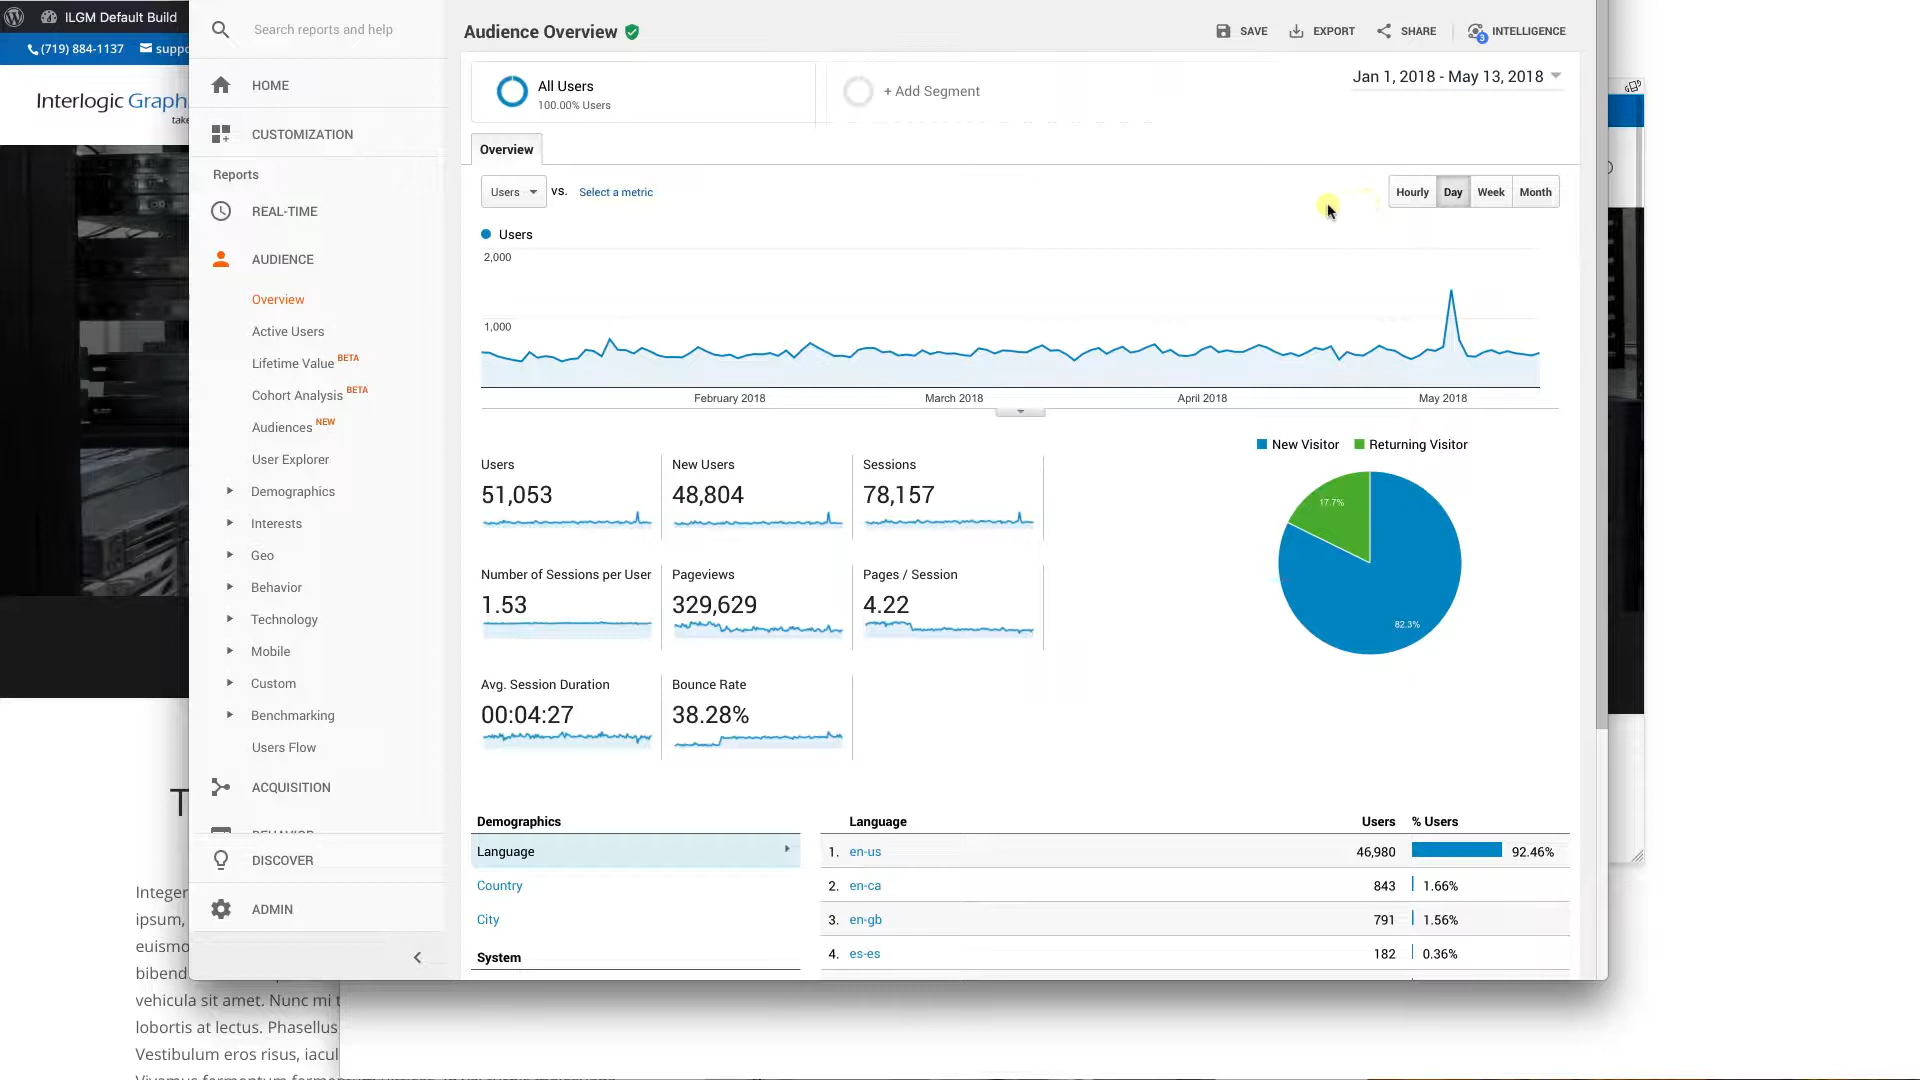 ILGM Default Build
(719) 884-1137
suppo
Interlogic Graph
take
Search reports and help
HOME
CUSTOMIZATION
Reports
REAL-TIME
AUDIENCE
Overview
Active Users
Lifetime Value BETA
Cohort Analysis BETA
Audiences NEW
User Explorer
Demographics
Interests
Geo
Behavior
Technology
Mobile
Custom
Benchmarking
Users Flow
ACQUISITION
BEHAVIOR
DISCOVER
ADMIN
Audience Overview
SAVE
EXPORT
SHARE
3
INTELLIGENCE
All Users
100.00% Users
+ Add Segment
Jan 1, 2018 - May 13, 2018
Overview
Users
vs.
Select a metric
Hourly
Day
Week
Month
Users
2,000
1,000
February 2018
March 2018
April 2018
May 2018
Users
51,053
New Users
48,804
Sessions
78,157
Number of Sessions per User
1.53
Pageviews
329,629
Pages / Session
4.22
Avg. Session Duration
00:04:27
Bounce Rate
38.28%
New Visitor
Returning Visitor
17.7%
82.3%
Demographics
Language
Country
City
System
Language Users % Users
1. en-us 46,980 92.46%
2. en-ca 843 1.66%
3. en-gb 791 1.56%
4. es-es 182 0.36%
T
Integer
ipsum,
euismo
bibend
vehicula sit amet. Nunc mi t
lobortis at lectus. Phasellus
Vestibulum eros risus, iacul